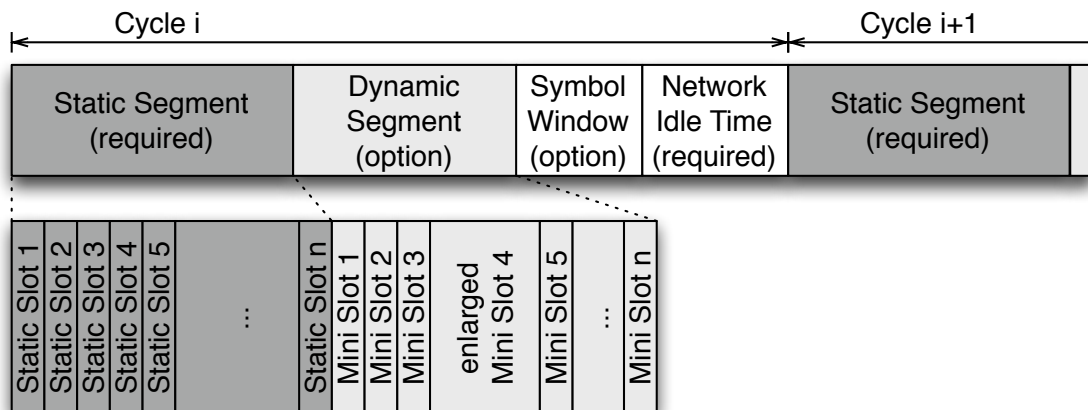 Cycle i
Cycle i+1
Static Segment
(required)
Dynamic
Segment
(option)
Symbol
Window
(option)
Network
Idle Time
(required)
Static Segment
(required)
Static Slot 1
Static Slot 2
Static Slot 3
Static Slot 4
Static Slot 5
...
Static Slot n
Mini Slot 1
Mini Slot 2
Mini Slot 3
enlarged
Mini Slot 4
Mini Slot 5
...
Mini Slot n